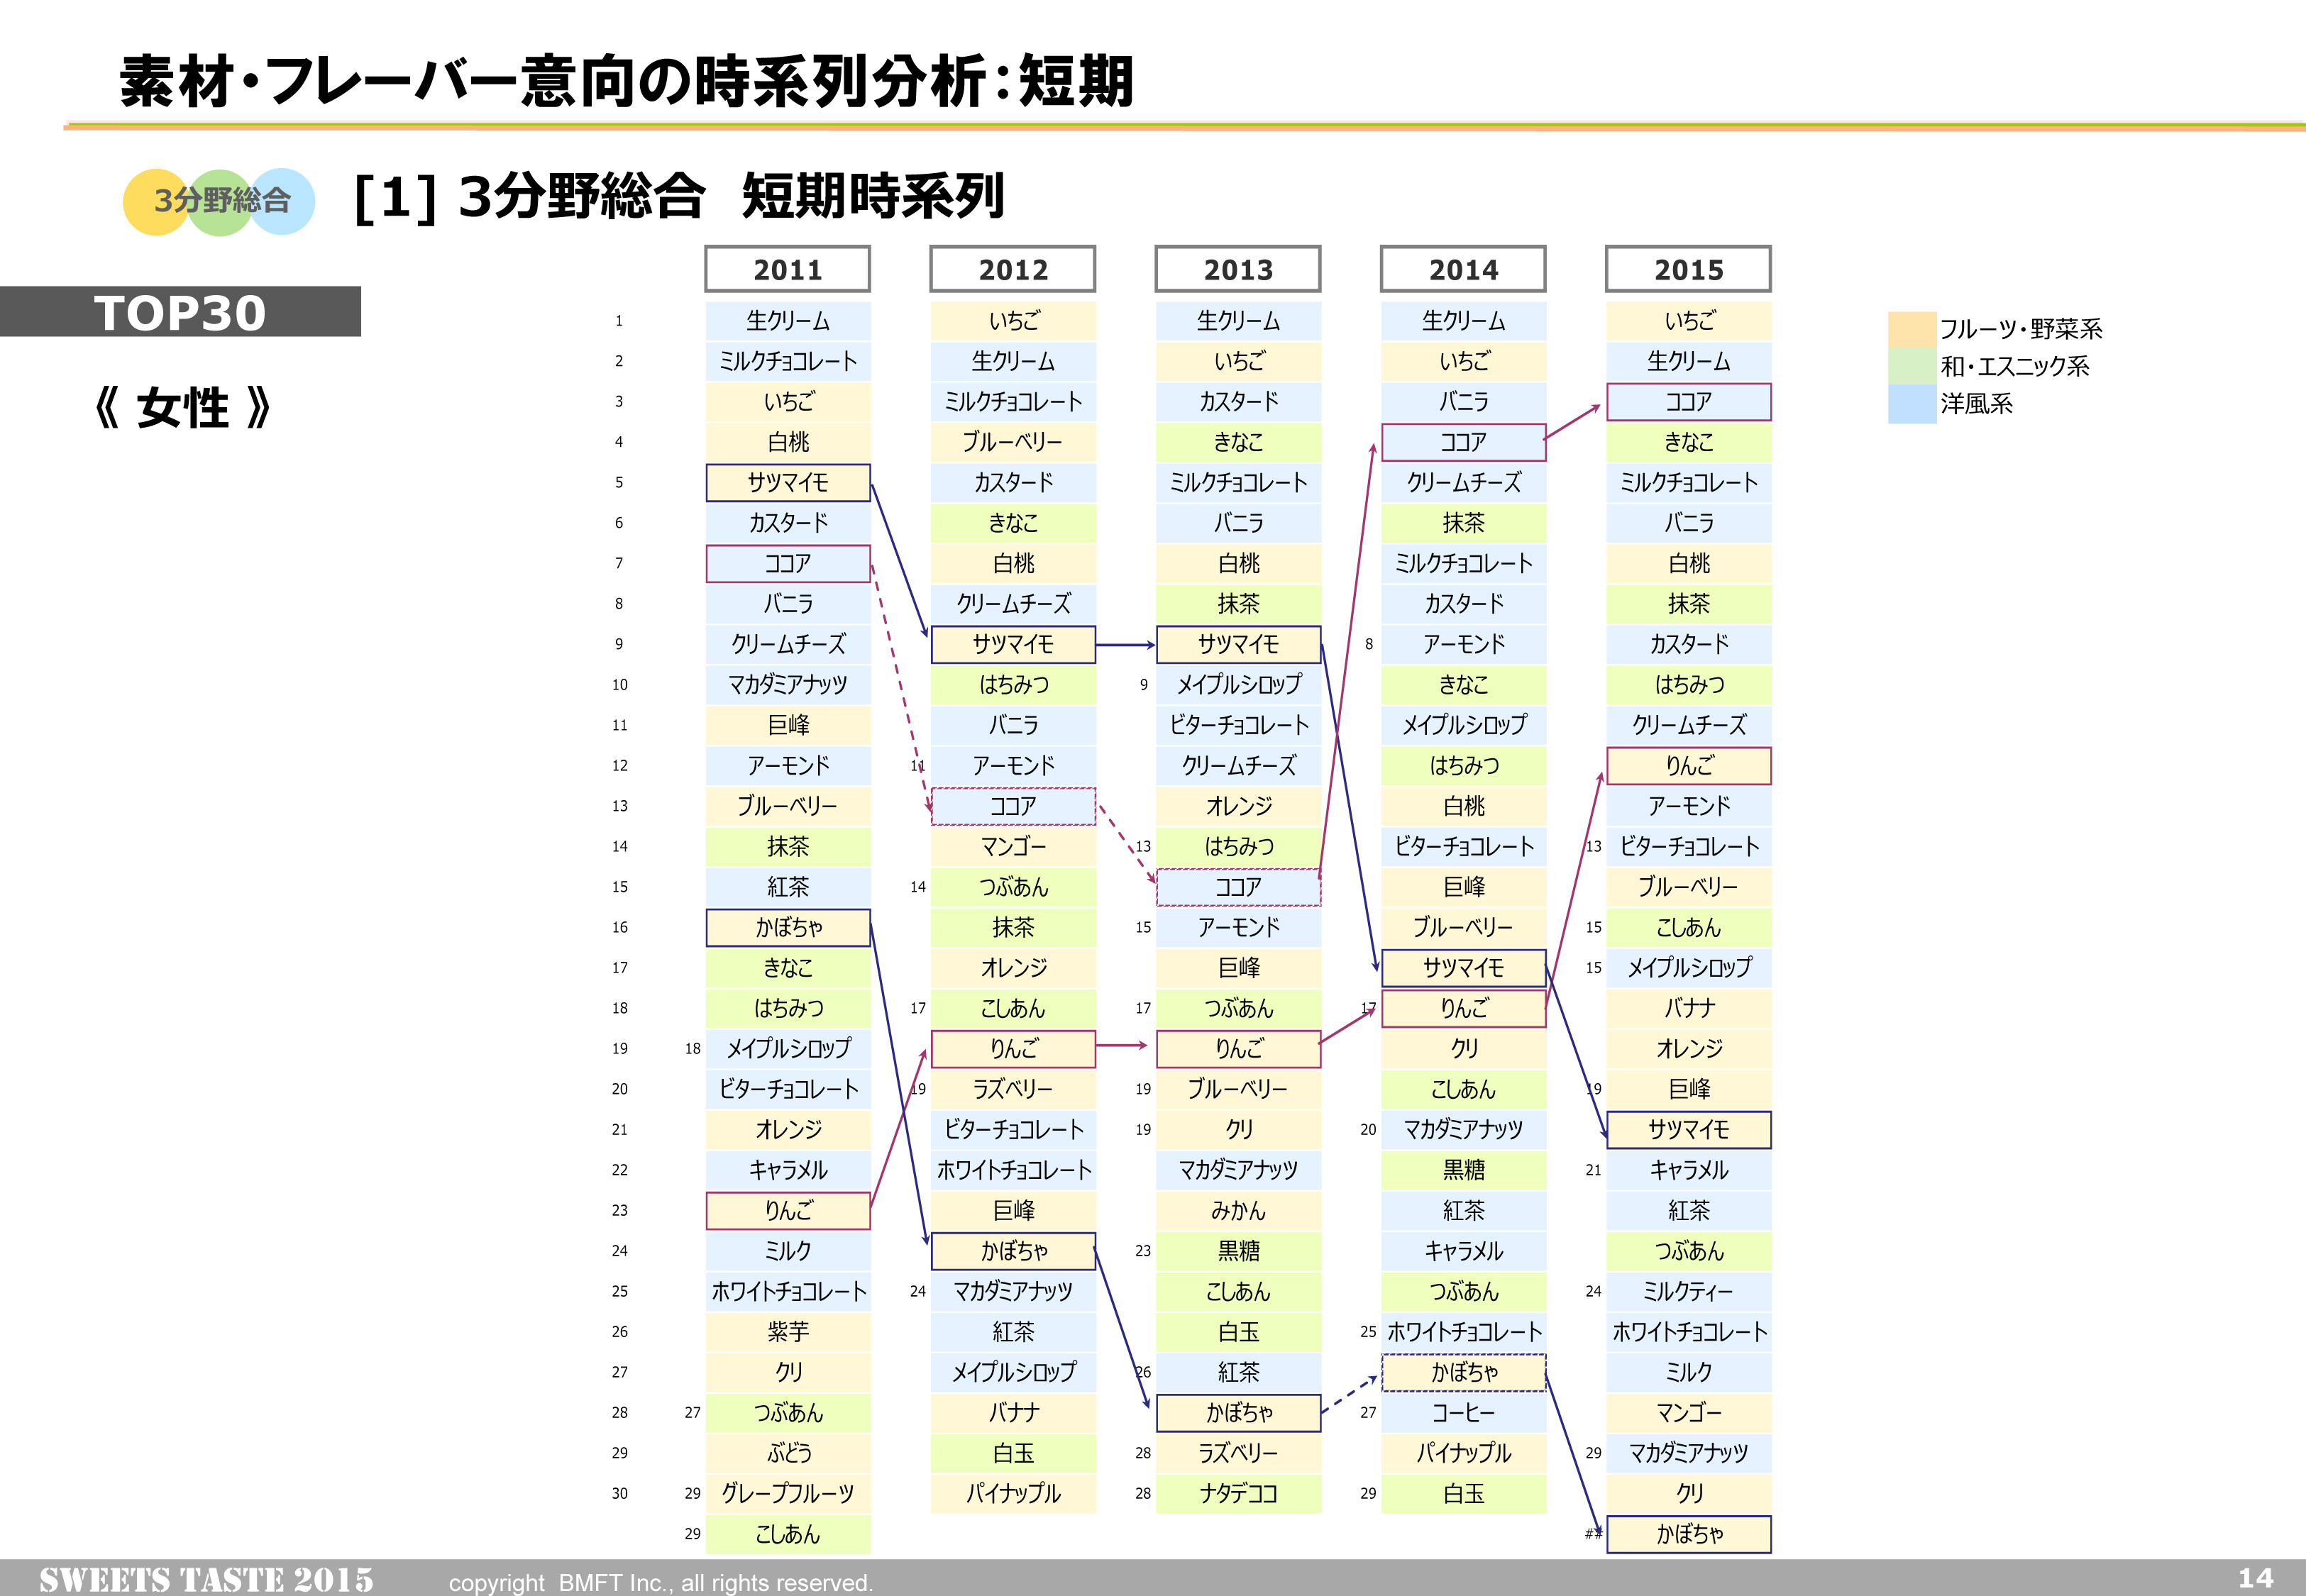 素材・フレーバー意向の時系列分析：短期
3分野総合
[1] 3分野総合　短期時系列
TOP30
《 女性 》
2011 2012 2013 2014 2015
フルーツ・野菜系
和・エスニック系
洋風系
1 生クリーム いちご 生クリーム 生クリーム いちご
2 ミルクチョコレート 生クリーム いちご いちご 生クリーム
3 いちご ミルクチョコレート カスタード バニラ ココア
4 白桃 ブルーベリー きなこ ココア きなこ
5 サツマイモ カスタード ミルクチョコレート クリームチーズ ミルクチョコレート
6 カスタード きなこ バニラ 抹茶 バニラ
7 ココア 白桃 白桃 ミルクチョコレート 白桃
8 バニラ クリームチーズ 抹茶 カスタード 抹茶
9 クリームチーズ サツマイモ サツマイモ 8 アーモンド カスタード
10 マカダミアナッツ はちみつ 9 メイプルシロップ きなこ はちみつ
11 巨峰 バニラ ビターチョコレート メイプルシロップ クリームチーズ
12 アーモンド 11 アーモンド クリームチーズ はちみつ りんご
13 ブルーベリー ココア オレンジ 白桃 アーモンド
14 抹茶 マンゴー 13 はちみつ ビターチョコレート 13 ビターチョコレート
15 紅茶 14 つぶあん ココア 巨峰 ブルーベリー
16 かぼちゃ 抹茶 15 アーモンド ブルーベリー 15 こしあん
17 きなこ オレンジ 巨峰 サツマイモ 15 メイプルシロップ
18 はちみつ 17 こしあん 17 つぶあん 17 りんご バナナ
19 18 メイプルシロップ りんご りんご クリ オレンジ
20 ビターチョコレート 19 ラズベリー 19 ブルーベリー こしあん 19 巨峰
21 オレンジ ビターチョコレート 19 クリ 20 マカダミアナッツ サツマイモ
22 キャラメル ホワイトチョコレート マカダミアナッツ 黒糖 21 キャラメル
23 りんご 巨峰 みかん 紅茶 紅茶
24 ミルク かぼちゃ 23 黒糖 キャラメル つぶあん
25 ホワイトチョコレート 24 マカダミアナッツ こしあん つぶあん 24 ミルクティー
26 紫芋 紅茶 白玉 25 ホワイトチョコレート ホワイトチョコレート
27 クリ メイプルシロップ 26 紅茶 かぼちゃ ミルク
28 27 つぶあん バナナ かぼちゃ 27 コーヒー マンゴー
29 ぶどう 白玉 28 ラズベリー パイナップル 29 マカダミアナッツ
30 29 グレープフルーツ パイナップル 28 ナタデココ 29 白玉 クリ
29 こしあん ## かぼちゃ
SWEETS TASTE 2015 copyright BMFT Inc., all rights reserved. 14